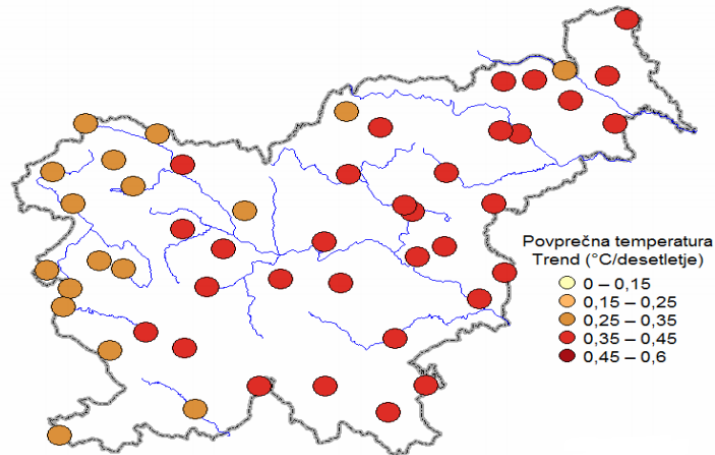 Povprečna temperatura
Trend (°C/desetletje)
0 – 0,15
0,15 – 0,25
0,25 – 0,35
0,35 – 0,45
0,45 – 0,6